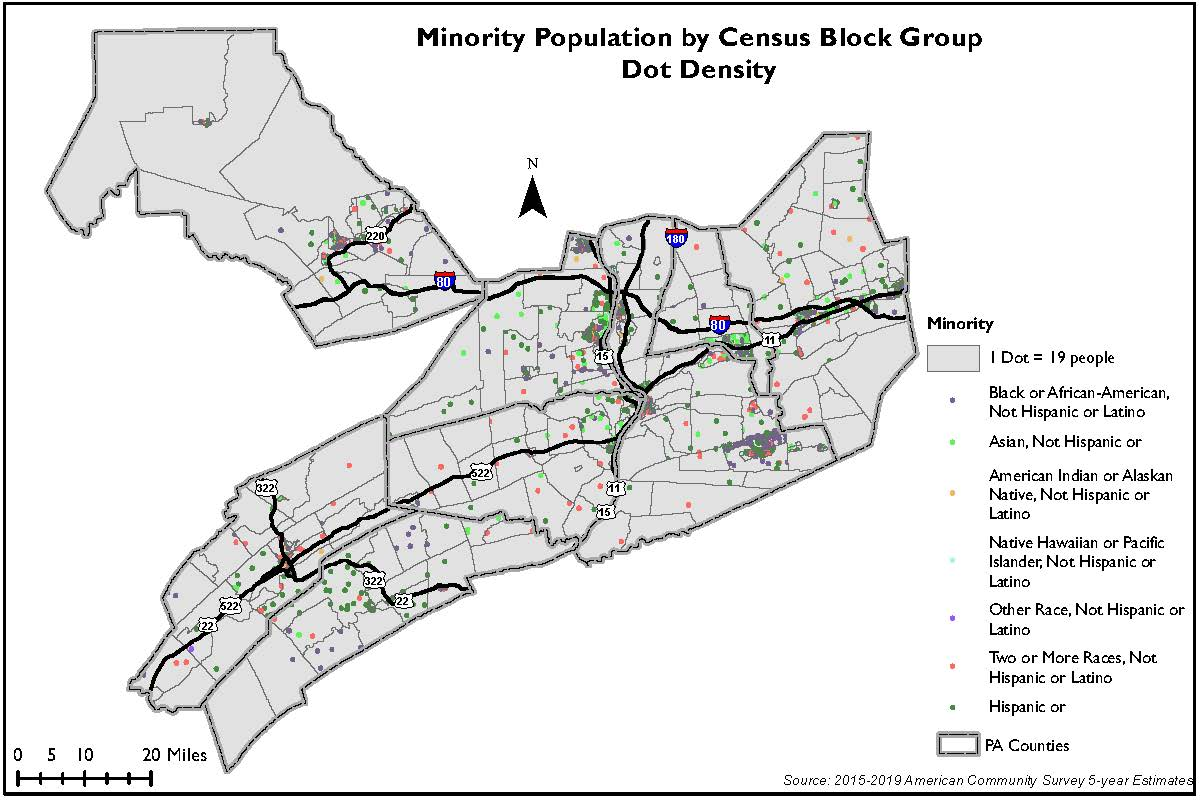 Minority Population by Census Block Group
Dot Density
N
220
80
180
80
11
15
522
11
15
322
322
22
522
22
Minority
1 Dot = 19 people
Black or African-American,
Not Hispanic or Latino
Asian, Not Hispanic or
American Indian or Alaskan
Native, Not Hispanic or
Latino
Native Hawaiian or Pacific
Islander, Not Hispanic or
Latino
Other Race, Not Hispanic or
Latino
Two or More Races, Not
Hispanic or Latino
Hispanic or
PA Counties
0 5 10 20 Miles
Source: 2015-2019 American Community Survey 5-year Estimates